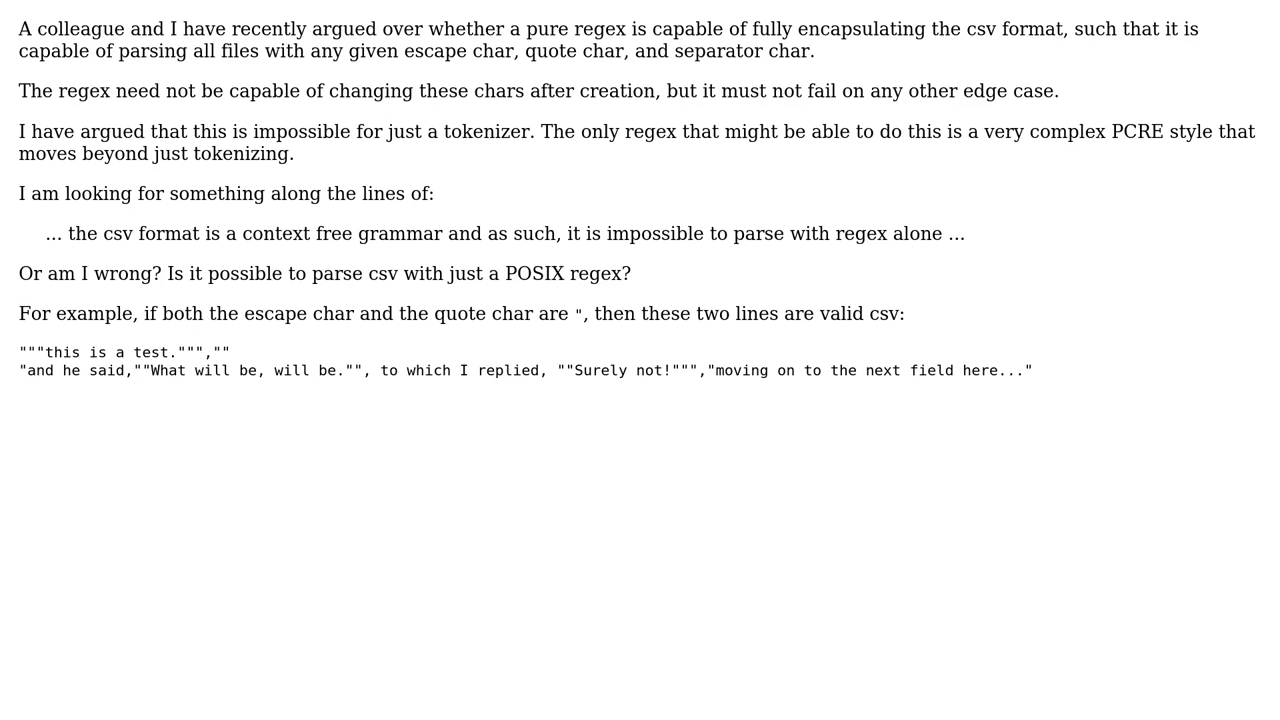 A colleague and I have recently argued over whether a pure regex is capable of fully encapsulating the csv format, such that it is
capable of parsing all files with any given escape char, quote char, and separator char.
The regex need not be capable of changing these chars after creation, but it must not fail on any other edge case.
I have argued that this is impossible for just a tokenizer. The only regex that might be able to do this is a very complex PCRE style that
moves beyond just tokenizing.
I am looking for something along the lines of:
... the csv format is a context free grammar and as such, it is impossible to parse with regex alone ...
Or am I wrong? Is it possible to parse csv with just a POSIX regex?
For example, if both the escape char and the quote char are ", then these two lines are valid csv:
"""this is a test.""",""
"and he said,""What will be, will be."", to which I replied, ""Surely not!""","moving on to the next field here..."